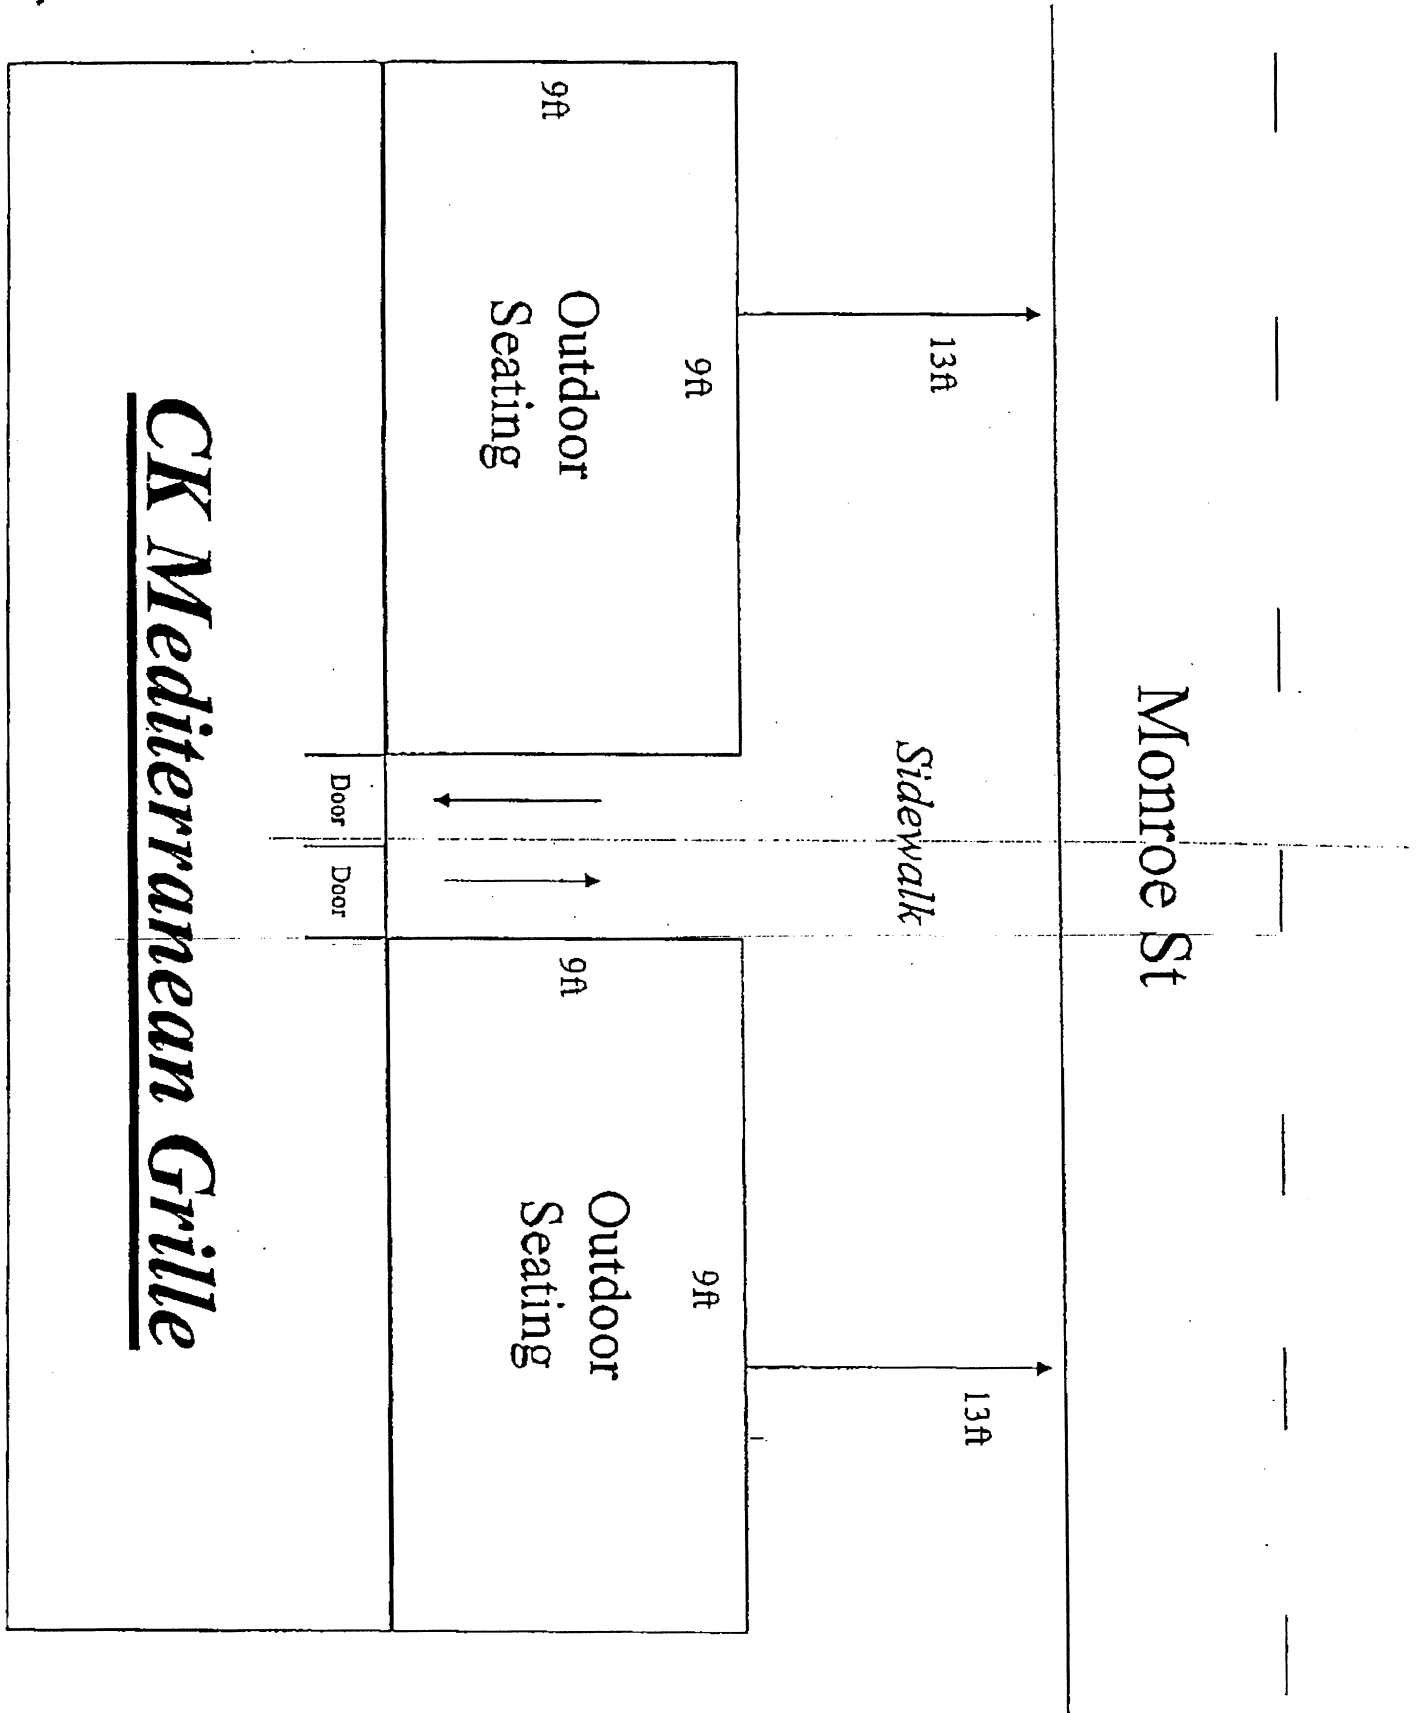 Monroe St
13ft
13ft
Sidewalk
9ft
9ft
9ft
Outdoor
Seating
9ft
Outdoor
Seating
Door
Door
CK Mediterranean Grille